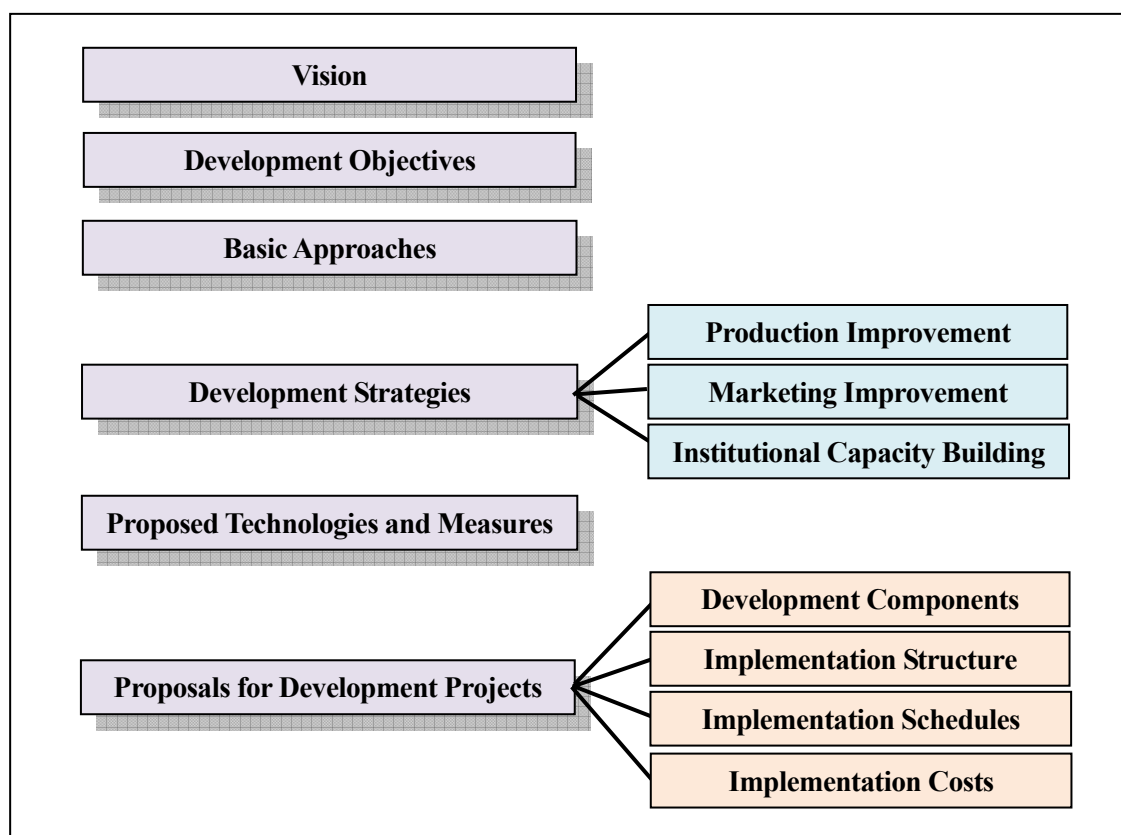 Vision
Development Objectives
Basic Approaches
Development Strategies
Production Improvement
Marketing Improvement
Institutional Capacity Building
Proposed Technologies and Measures
Proposals for Development Projects
Development Components
Implementation Structure
Implementation Schedules
Implementation Costs